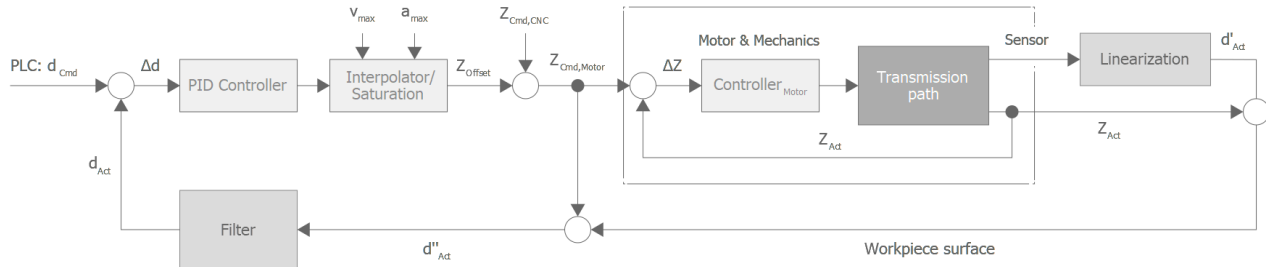 v max
a max
Z Cmd,CNC
PLC: d Cmd
Δd
PID Controller
Interpolator/
Saturation
Z Offset
Z Cmd,Motor
Motor & Mechanics
ΔZ
Controller Motor
Transmission
path
Sensor
Linearization
d' Act
Z Act
Z Act
d Act
Filter
d'' Act
Workpiece surface